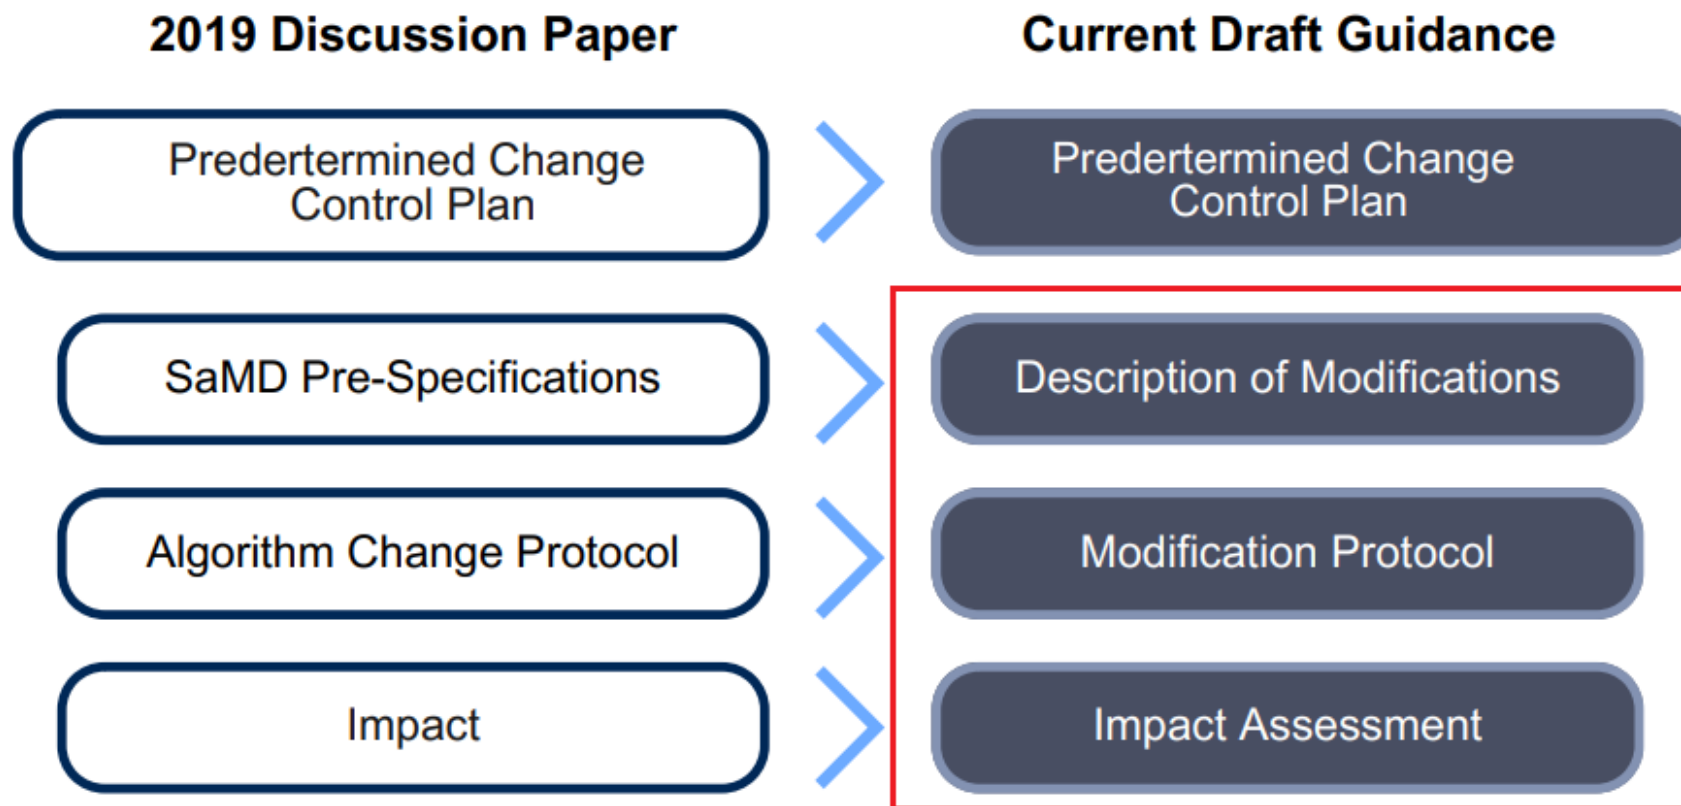 2019 Discussion Paper
Current Draft Guidance
Predertermined Change
Control Plan
Predertermined Change
Control Plan
SaMD Pre-Specifications
Description of Modifications
Algorithm Change Protocol
Modification Protocol
Impact
Impact Assessment